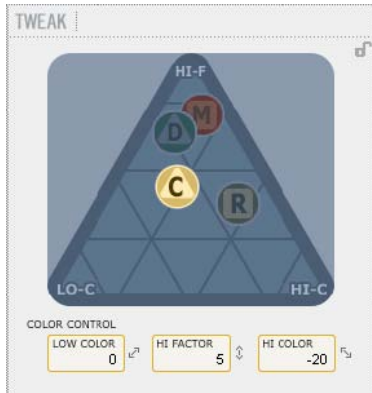 TWEAK
HI-F
M
D
C
R
LO-C
HI-C
COLOR CONTROL
LOW COLOR HI FACTOR HI COLOR
0 5 -20